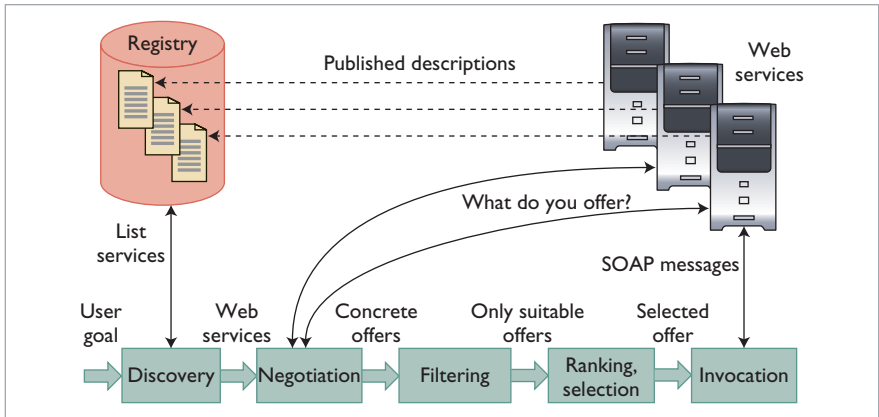 Registry
Published descriptions
Web
services
What do you offer?
List
services
SOAP messages
User
goal
Web
services
Concrete
offers
Only suitable
offers
Selected
offer
Discovery
Negotiation
Filtering
Ranking,
selection
Invocation